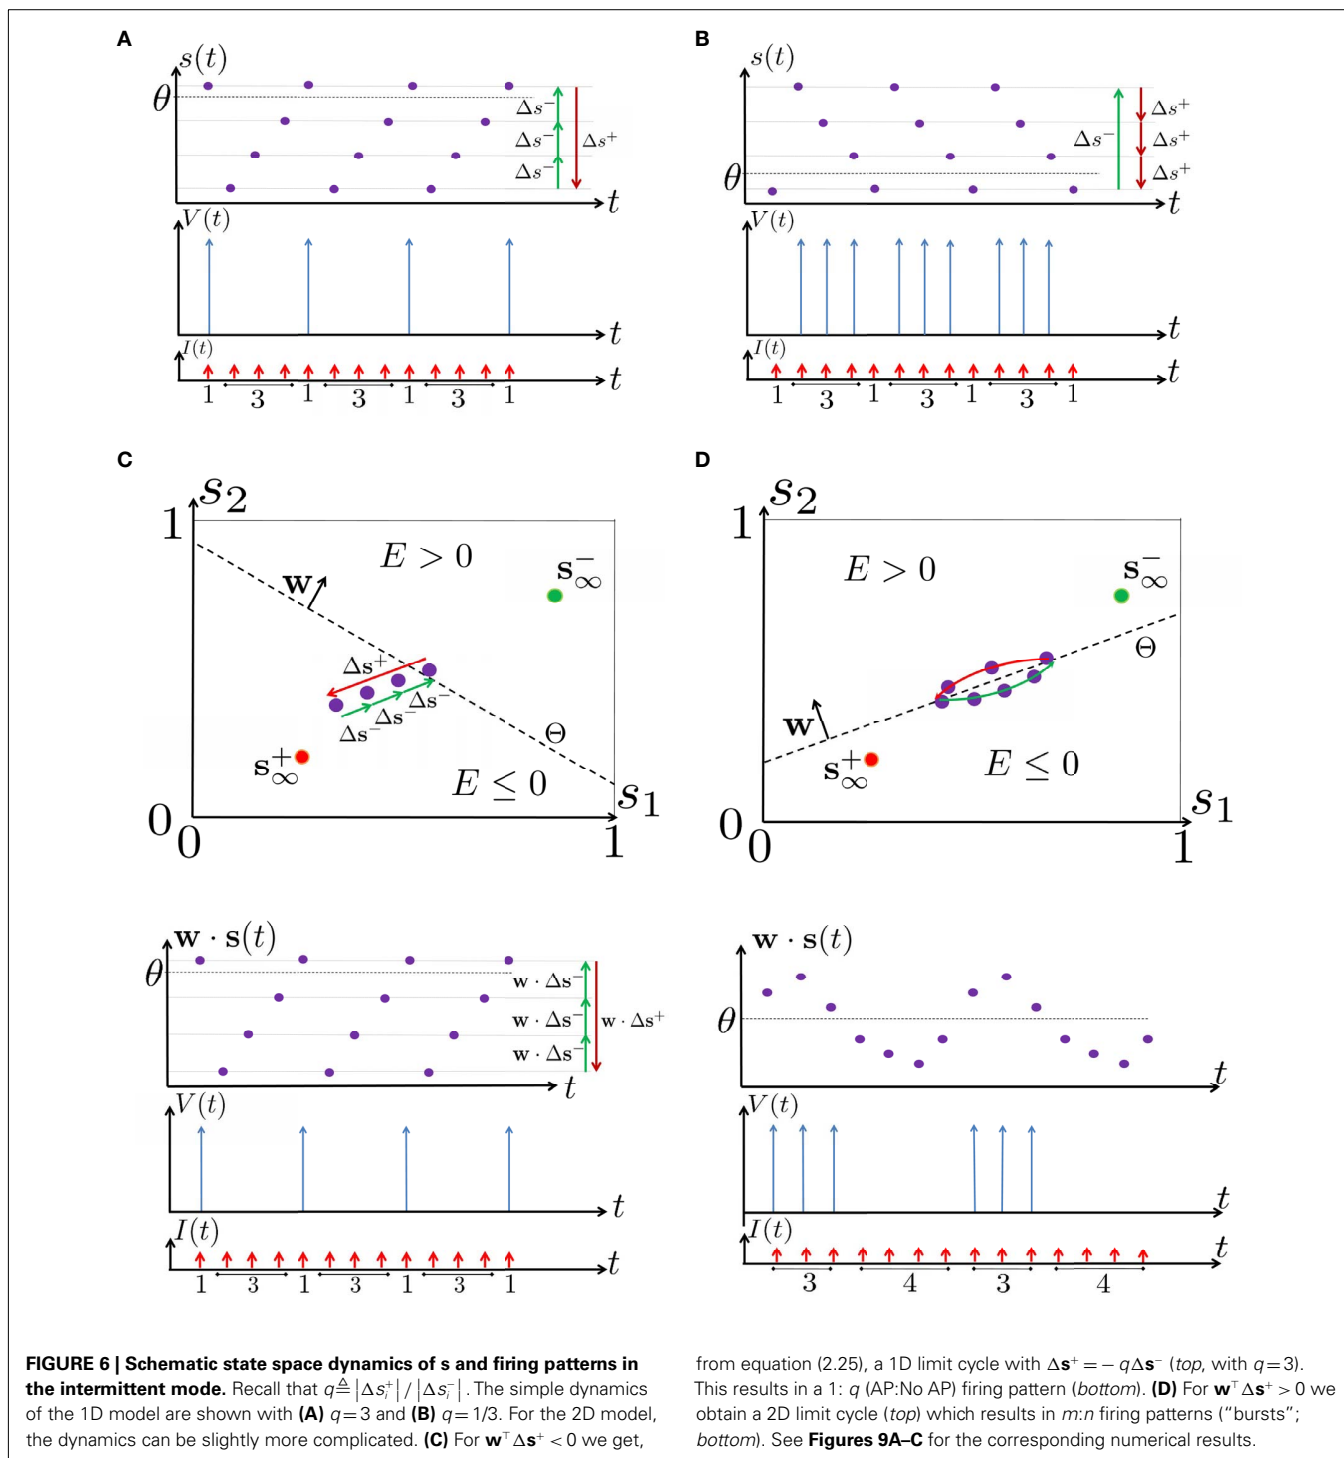 A
s(t)
θ
Δs⁻
Δs⁻
Δs⁻
Δs⁺
t
V(t)
t
I(t)
t
1 3 1 3 1 3 1
B
s(t)
θ
Δs⁻
Δs⁺
Δs⁺
Δs⁺
t
V(t)
t
I(t)
t
1 3 1 3 1 3 1
C
s₂
1
E > 0
s⁻∞
w
Δs⁺
Δs⁻ Δs⁻ Δs⁻
Θ
s⁺∞
E ≤ 0
s₁
0
0
1
w · s(t)
θ
w · Δs⁻
w · Δs⁻
w · Δs⁻
w · Δs⁺
t
V(t)
t
I(t)
t
1 3 1 3 1 3 1
D
s₂
1
E > 0
s⁻∞
Θ
w
s⁺∞
E ≤ 0
s₁
0
0
1
w · s(t)
θ
t
V(t)
t
I(t)
t
3 4 3 4
FIGURE 6 | Schematic state space dynamics of s and firing patterns in
the intermittent mode. Recall that q ≜ |Δsᵢ⁺| / |Δsᵢ⁻|. The simple dynamics
of the 1D model are shown with (A) q = 3 and (B) q = 1/3. For the 2D model,
the dynamics can be slightly more complicated. (C) For w⊤Δs⁺ < 0 we get,
from equation (2.25), a 1D limit cycle with Δs⁺ = − qΔs⁻ (top, with q = 3).
This results in a 1: q (AP:No AP) firing pattern (bottom). (D) For w⊤Δs⁺ > 0 we
obtain a 2D limit cycle (top) which results in m:n firing patterns (“bursts”;
bottom). See Figures 9A–C for the corresponding numerical results.